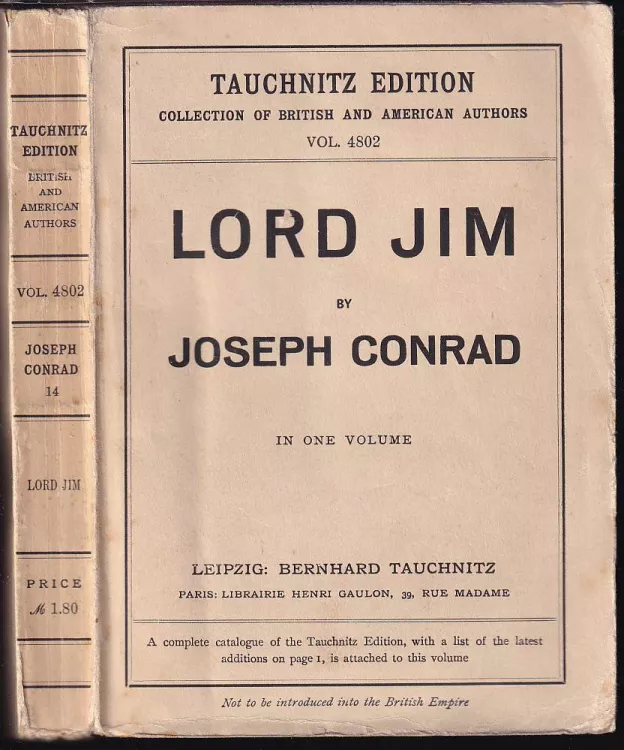 TAUCHNITZ
EDITION
BRITISH
AND
AMERICAN
AUTHORS
VOL. 4802
JOSEPH
CONRAD
14
LORD JIM
PRICE
ℳ 1.80
TAUCHNITZ EDITION
COLLECTION OF BRITISH AND AMERICAN AUTHORS
VOL. 4802
LORD JIM
BY
JOSEPH CONRAD
IN ONE VOLUME
LEIPZIG: BERNHARD TAUCHNITZ
PARIS: LIBRAIRIE HENRI GAULON, 39, RUE MADAME
A complete catalogue of the Tauchnitz Edition, with a list of the latest
additions on page 1, is attached to this volume
Not to be introduced into the British Empire